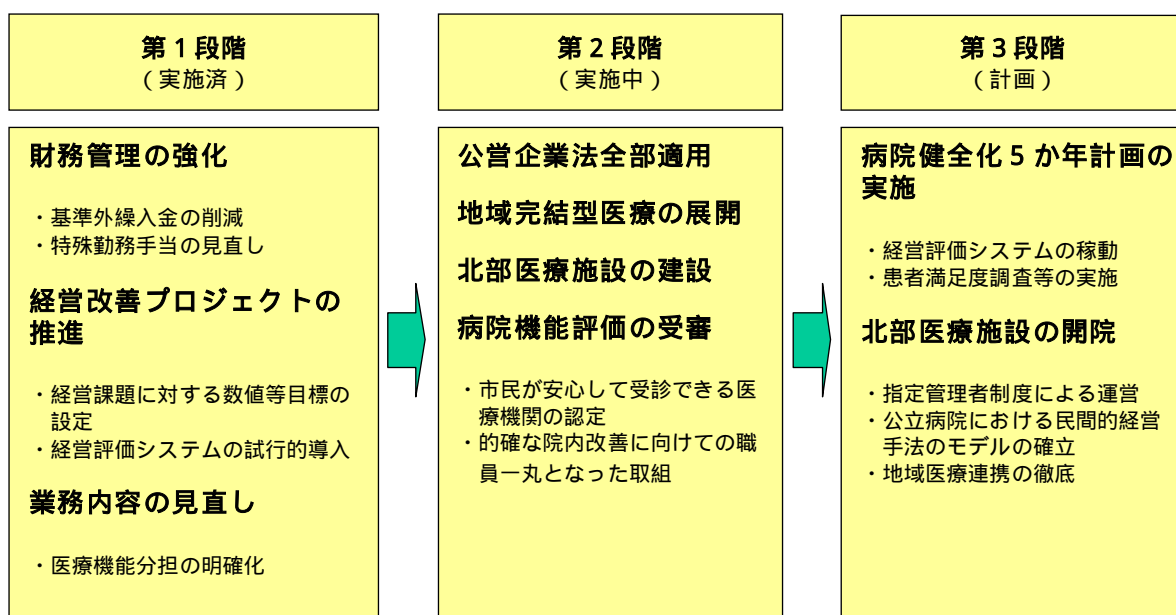 第１段階
（実施済）
財務管理の強化
・基準外繰入金の削減
・特殊勤務手当の見直し
経営改善プロジェクトの
推進
・経営課題に対する数値等目標の
設定
・経営評価システムの試行的導入
業務内容の見直し
・医療機能分担の明確化
第２段階
（実施中）
公営企業法全部適用
地域完結型医療の展開
北部医療施設の建設
病院機能評価の受審
・市民が安心して受診できる医
療機関の認定
・的確な院内改善に向けての職
員一丸となった取組
第３段階
（計画）
病院健全化５か年計画の
実施
・経営評価システムの稼動
・患者満足度調査等の実施
北部医療施設の開院
・指定管理者制度による運営
・公立病院における民間的経営
手法のモデルの確立
・地域医療連携の徹底